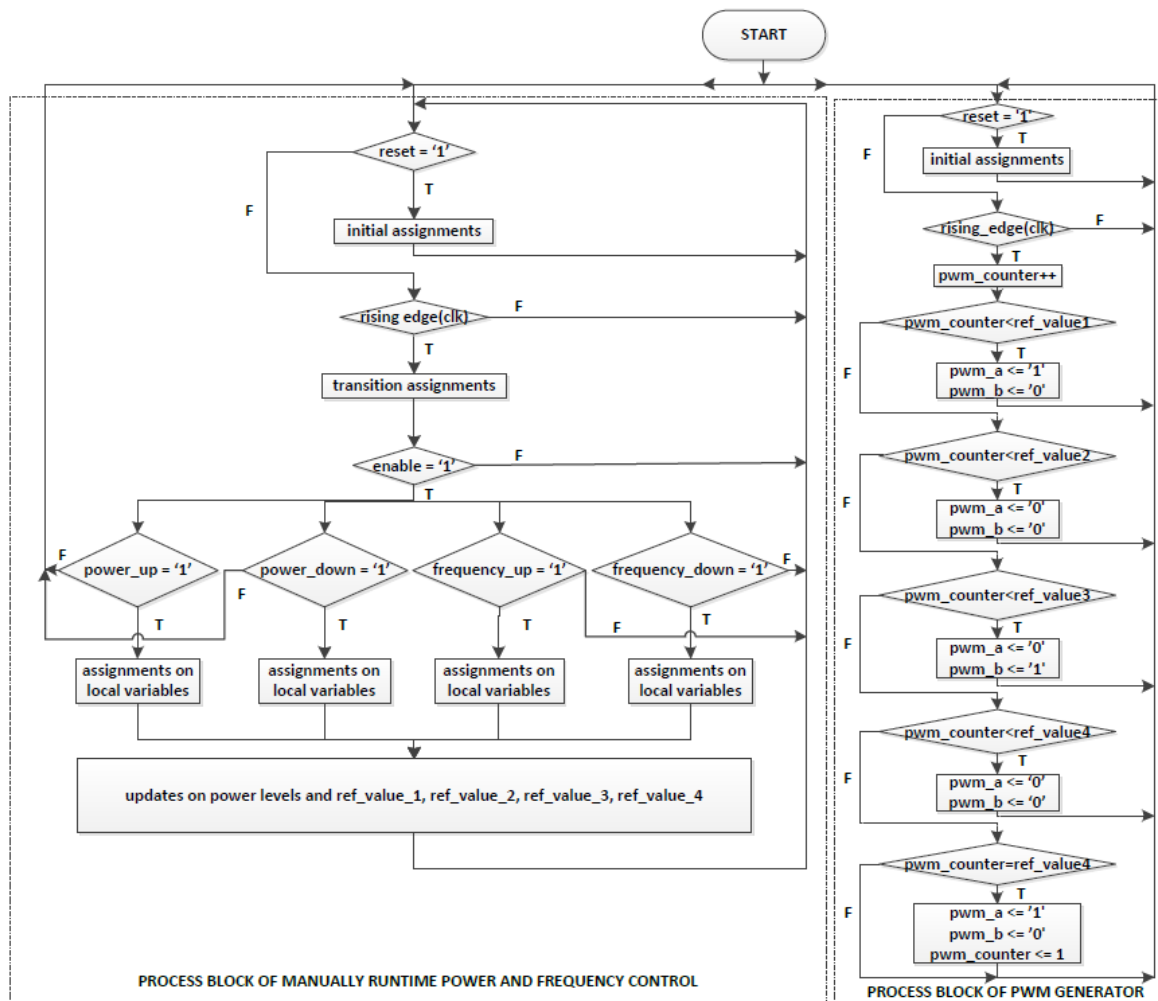 START
reset = ‘1’
T
F
initial assignments
rising edge(clk)
F
T
transition assignments
enable = ‘1’
F
T
F
power_up = ‘1’
power_down = ‘1’
frequency_up = ‘1’
frequency_down = ‘1’
F
F
T
T
T
F
T
assignments on
local variables
assignments on
local variables
assignments on
local variables
assignments on
local variables
updates on power levels and ref_value_1, ref_value_2, ref_value_3, ref_value_4
PROCESS BLOCK OF MANUALLY RUNTIME POWER AND FREQUENCY CONTROL
reset = '1'
T
F
initial assignments
rising_edge(clk)
F
T
pwm_counter++
pwm_counter<ref_value1
T
F
pwm_a <= '1'
pwm_b <= '0'
pwm_counter<ref_value2
T
F
pwm_a <= ’0'
pwm_b <= ’0'
pwm_counter<ref_value3
T
F
pwm_a <= ’0'
pwm_b <= ’1'
pwm_counter<ref_value4
T
F
pwm_a <= ‘0’
pwm_b <= ‘0’
pwm_counter=ref_value4
T
F
pwm_a <= ’1'
pwm_b <= ’0'
pwm_counter <= 1
PROCESS BLOCK OF PWM GENERATOR